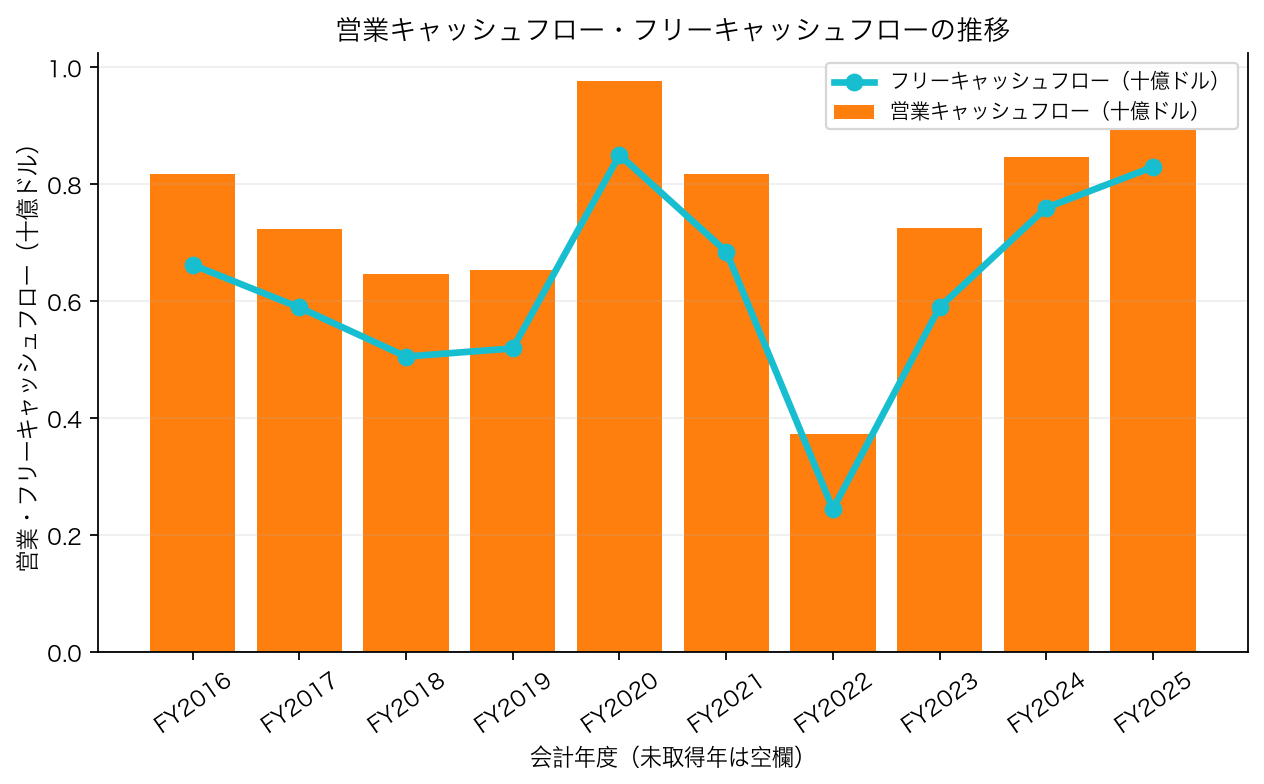 営業キャッシュフロー・フリーキャッシュフローの推移
フリーキャッシュフロー（十億ドル）
営業キャッシュフロー（十億ドル）
営業・フリーキャッシュフロー（十億ドル）
1.0
0.8
0.6
0.4
0.2
0.0
FY2016
FY2017
FY2018
FY2019
FY2020
FY2021
FY2022
FY2023
FY2024
FY2025
会計年度（未取得年は空欄）